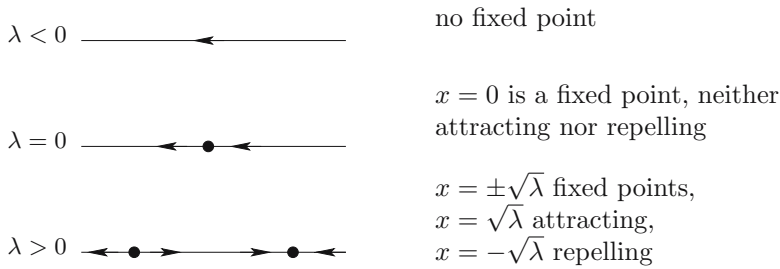 λ < 0
no fixed point
λ = 0
x = 0 is a fixed point, neither
attracting nor repelling
λ > 0
x = ±√λ fixed points,
x = √λ attracting,
x = −√λ repelling